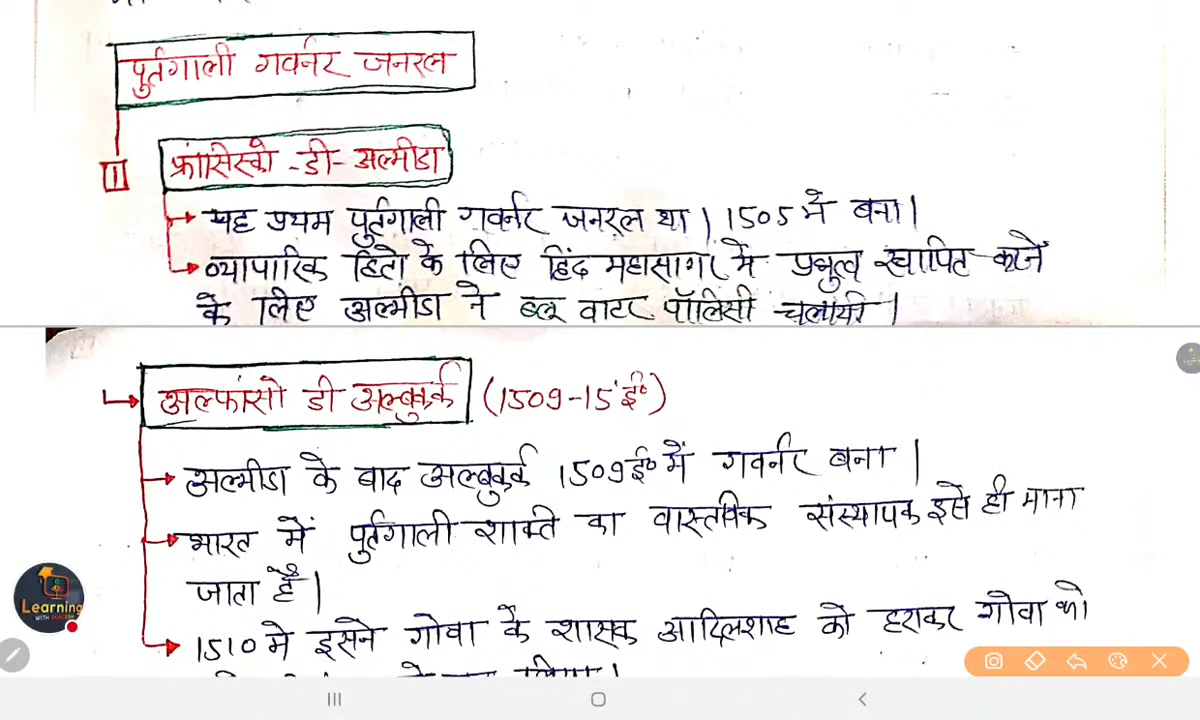 पुर्तगाली गवर्नर जनरल
1
फ्रांसिस्को -डी- अल्मीडा
यह प्रथम पुर्तगाली गवर्नर जनरल था। 1505 में बना।
व्यापारिक हितो के लिए हिंद महासागर में प्रभुत्व स्थापित करने
के लिए अल्मीडा ने ब्लू वाटर पॉलिसी चलायी।
अल्फांसो डी अल्बुकर्क (1509-15 ई०)
अल्मीडा के बाद अल्बुकर्क 1509 ई० में गवर्नर बना।
भारत में पुर्तगाली शक्ति का वास्तविक संस्थापक इसे ही माना
जाता है।
1510 मे इसने गोवा के शासक आदिलशाह को हराकर गोवा को
Learning